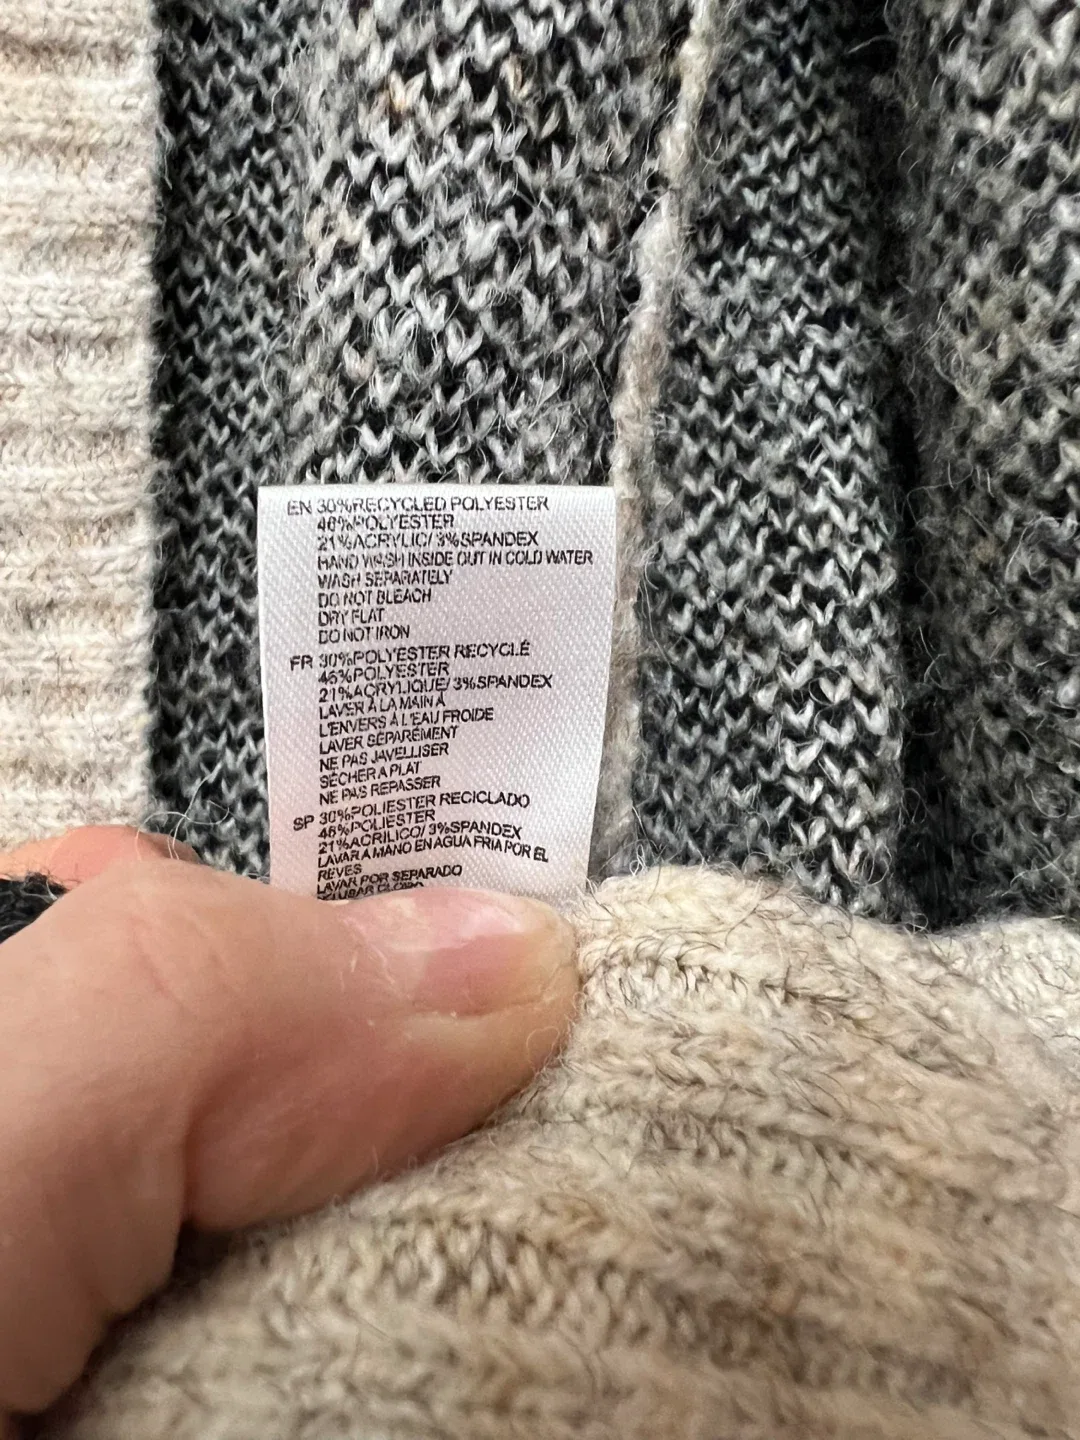 EN 30%RECYCLED POLYESTER
46%POLYESTER
21%ACRYLIC/ 3%SPANDEX
HAND WASH INSIDE OUT IN COLD WATER
WASH SEPARATELY
DO NOT BLEACH
DRY FLAT
DO NOT IRON
FR 30%POLYESTER RECYCLÉ
46%POLYESTER
21%ACRYLIQUE/ 3%SPANDEX
LAVER À LA MAIN À
L'ENVERS À L'EAU FROIDE
LAVER SÉPARÉMENT
NE PAS JAVELLISER
SÉCHER A PLAT
NE PAS REPASSER
SP 30%POLIESTER RECICLADO
46%POLIESTER
21%ACRILICO/ 3%SPANDEX
LAVAR A MANO EN AGUA FRIA POR EL
REVES
LAVAR POR SEPARADO